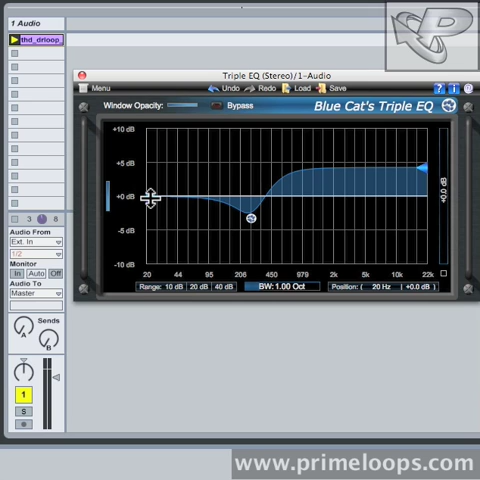 1 Audio
thd_drloop_
Triple EQ (Stereo)/1-Audio
Menu Undo Redo Load Save ? i @
Window Opacity: Bypass Blue Cat's Triple EQ
+10 dB
+5 dB
+0 dB
-5 dB
-10 dB
+0.0 dB
20 44 95 206 450 979 2k 5k 10k 22k
Range: 10 dB 20 dB 40 dB BW: 1.00 Oct Position: ( 20 Hz | +0.0 dB)
3 8
Audio From
Ext. In
1/2
Monitor
In Auto Off
Audio To
Master
Sends
A
B
1
S
www.primeloops.com